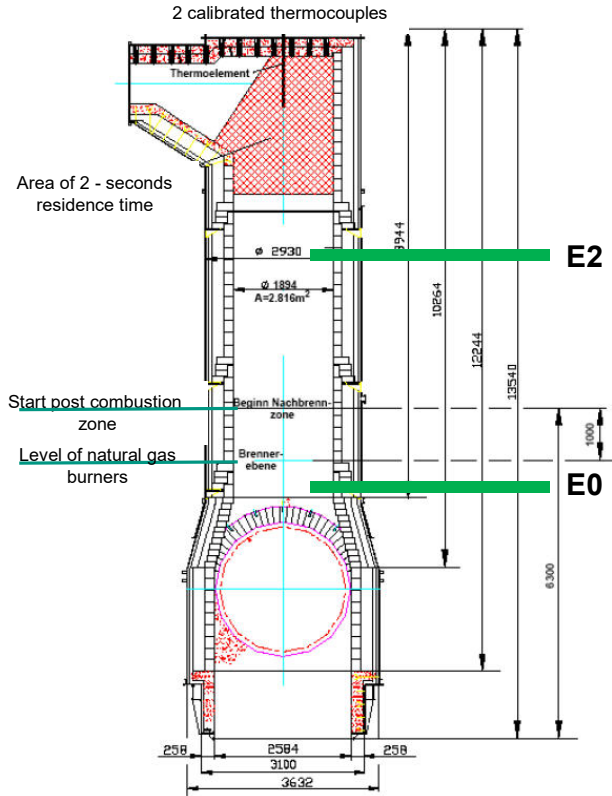 2 calibrated thermocouples
Thermoelement
Area of 2 - seconds
residence time
ø 2930
E2
ø 1894
A=2.816m²
10264
12244
13540
Start post combustion
zone
Beginn Nachbrenn-
zone
1000
Level of natural gas
burners
Brenner-
ebene
E0
6300
258
2584
258
3100
3632